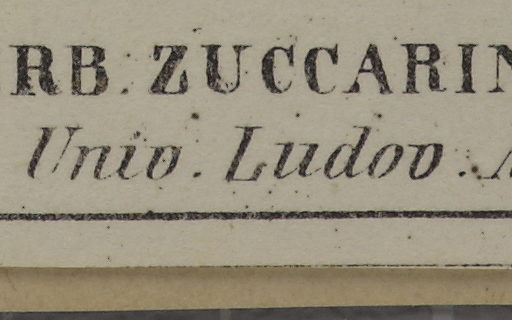 RB. ZUCCARIN
Univ. Ludov.